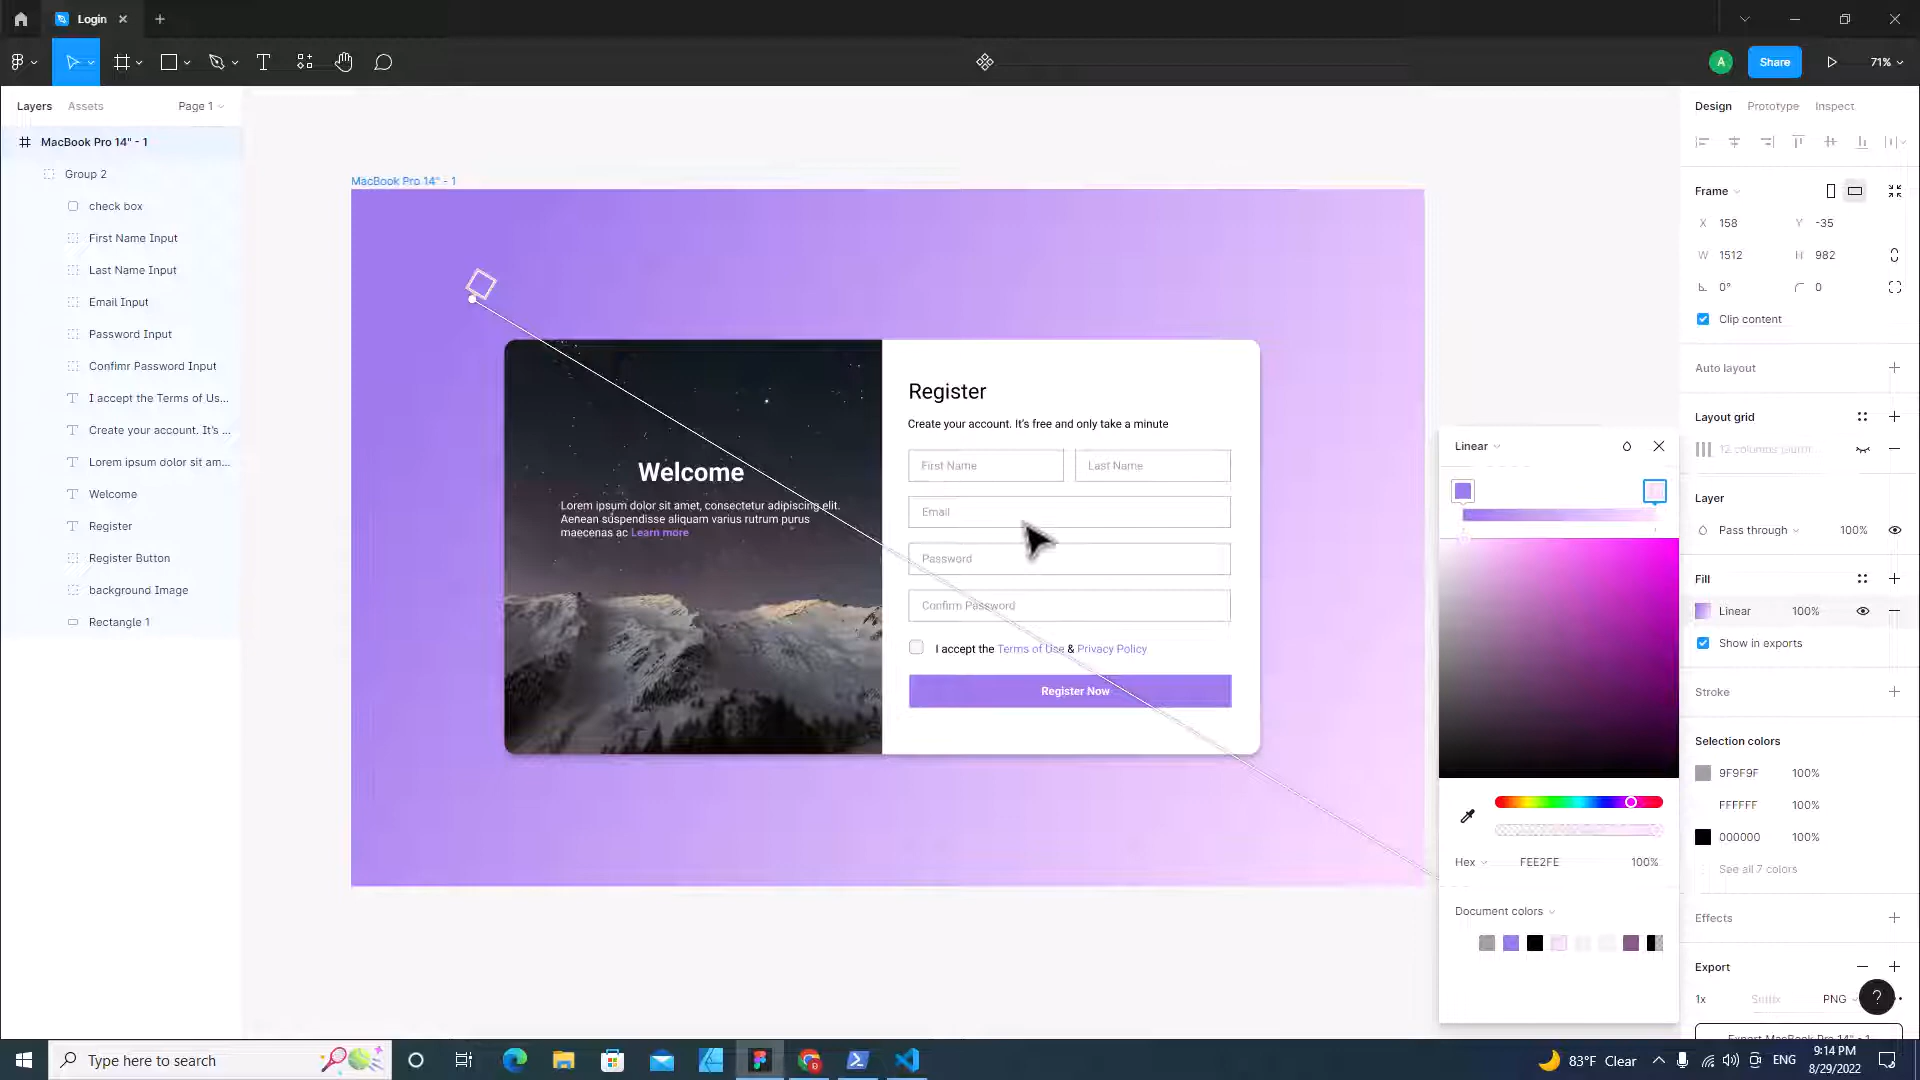 Login
A
Share
71%
Layers
Assets
Page 1
Design
Prototype
Inspect
MacBook Pro 14" - 1
Group 2
check box
First Name Input
Last Name Input
Email Input
Password Input
Confimr Password Input
I accept the Terms of Us...
Create your account. It's ...
Lorem ipsum dolor sit am...
Welcome
Register
Register Button
background Image
Rectangle 1
MacBook Pro 14" - 1
Welcome
Lorem ipsum dolor sit amet, consectetur adipiscing elit.
Aenean suspendisse aliquam varius rutrum purus
maecenas ac Learn more
Register
Create your account. It's free and only take a minute
First Name
Last Name
Email
Password
Confirm Password
I accept the Terms of Use & Privacy Policy
Register Now
Linear
Hex
FEE2FE
100%
Document colors
Frame
X 158
Y -35
W 1512
H 982
0°
0
Clip content
Auto layout
Layout grid
12 columns
Layer
Pass through
100%
Fill
Linear
100%
Show in exports
Stroke
Selection colors
9F9F9F
100%
FFFFFF
100%
000000
100%
See all 7 colors
Effects
Export
1x
Suffix
PNG
?
Export MacBook Pro 14" - 1
Type here to search
83°F Clear
ENG
9:14 PM
8/29/2022